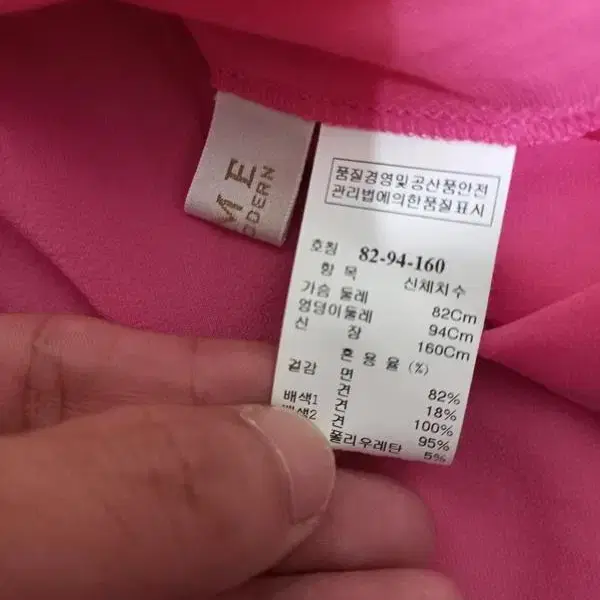 ME
ODERN
품질경영및공산품안전
관리법에의한품질표시
호칭 82-94-160
항 목 신체치수
가슴 둘레 82Cm
엉덩이둘레 94Cm
신 장 160Cm
혼 용 율 (%)
겉감 면 82%
견 18%
배색1 견 100%
배색2 견 95%
폴리우레탄 5%